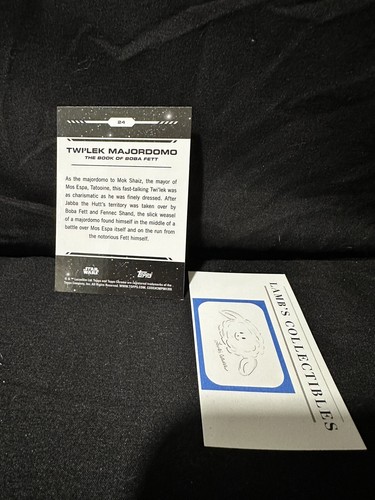 24
TWI'LEK MAJORDOMO
THE BOOK OF BOBA FETT
As the majordomo to Mok Shaiz, the mayor of
Mos Espa, Tatooine, this fast-talking Twi'lek was
as charismatic as he was finely dressed. After
Jabba the Hutt's territory was taken over by
Boba Fett and Fennec Shand, the slick weasel
of a majordomo found himself in the middle of a
battle over Mos Espa itself and on the run from
the notorious Fett himself.
STAR
WARS
Topps
LAMB'S COLLECTIBLES